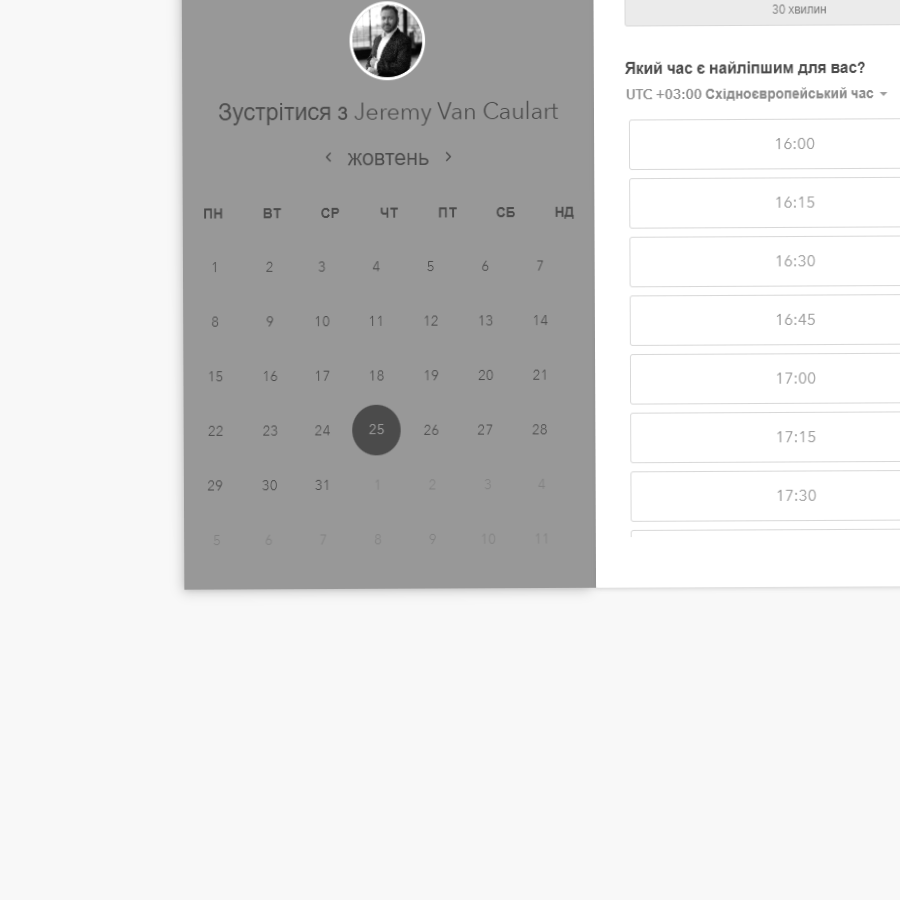 Зустрітися з Jeremy Van Caulart
‹ жовтень ›
ПН ВТ СР ЧТ ПТ СБ НД
1 2 3 4 5 6 7
8 9 10 11 12 13 14
15 16 17 18 19 20 21
22 23 24 25 26 27 28
29 30 31 1 2 3 4
5 6 7 8 9 10 11
30 хвилин
Який час є найліпшим для вас?
UTC +03:00 Східноєвропейський час
16:00
16:15
16:30
16:45
17:00
17:15
17:30